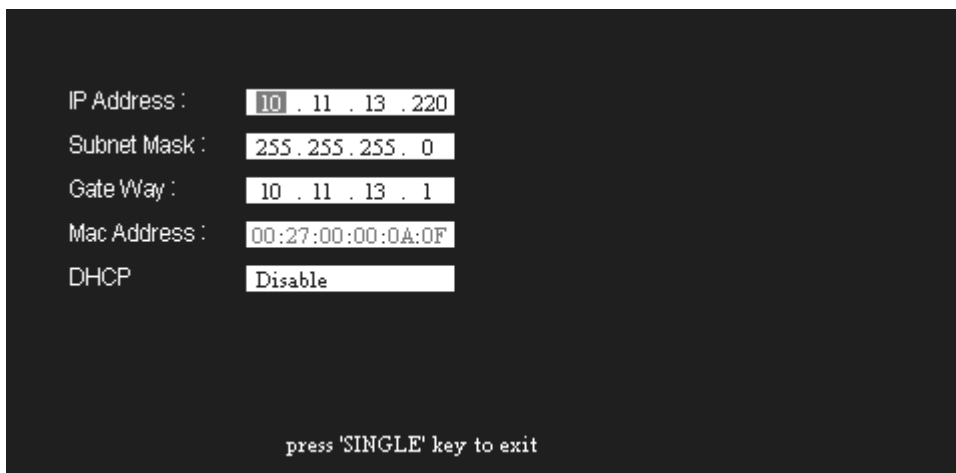 IP Address : 10 . 11 . 13 . 220
Subnet Mask : 255 . 255 . 255 . 0
Gate Way : 10 . 11 . 13 . 1
Mac Address : 00:27:00:00:0A:0F
DHCP Disable
press 'SINGLE' key to exit